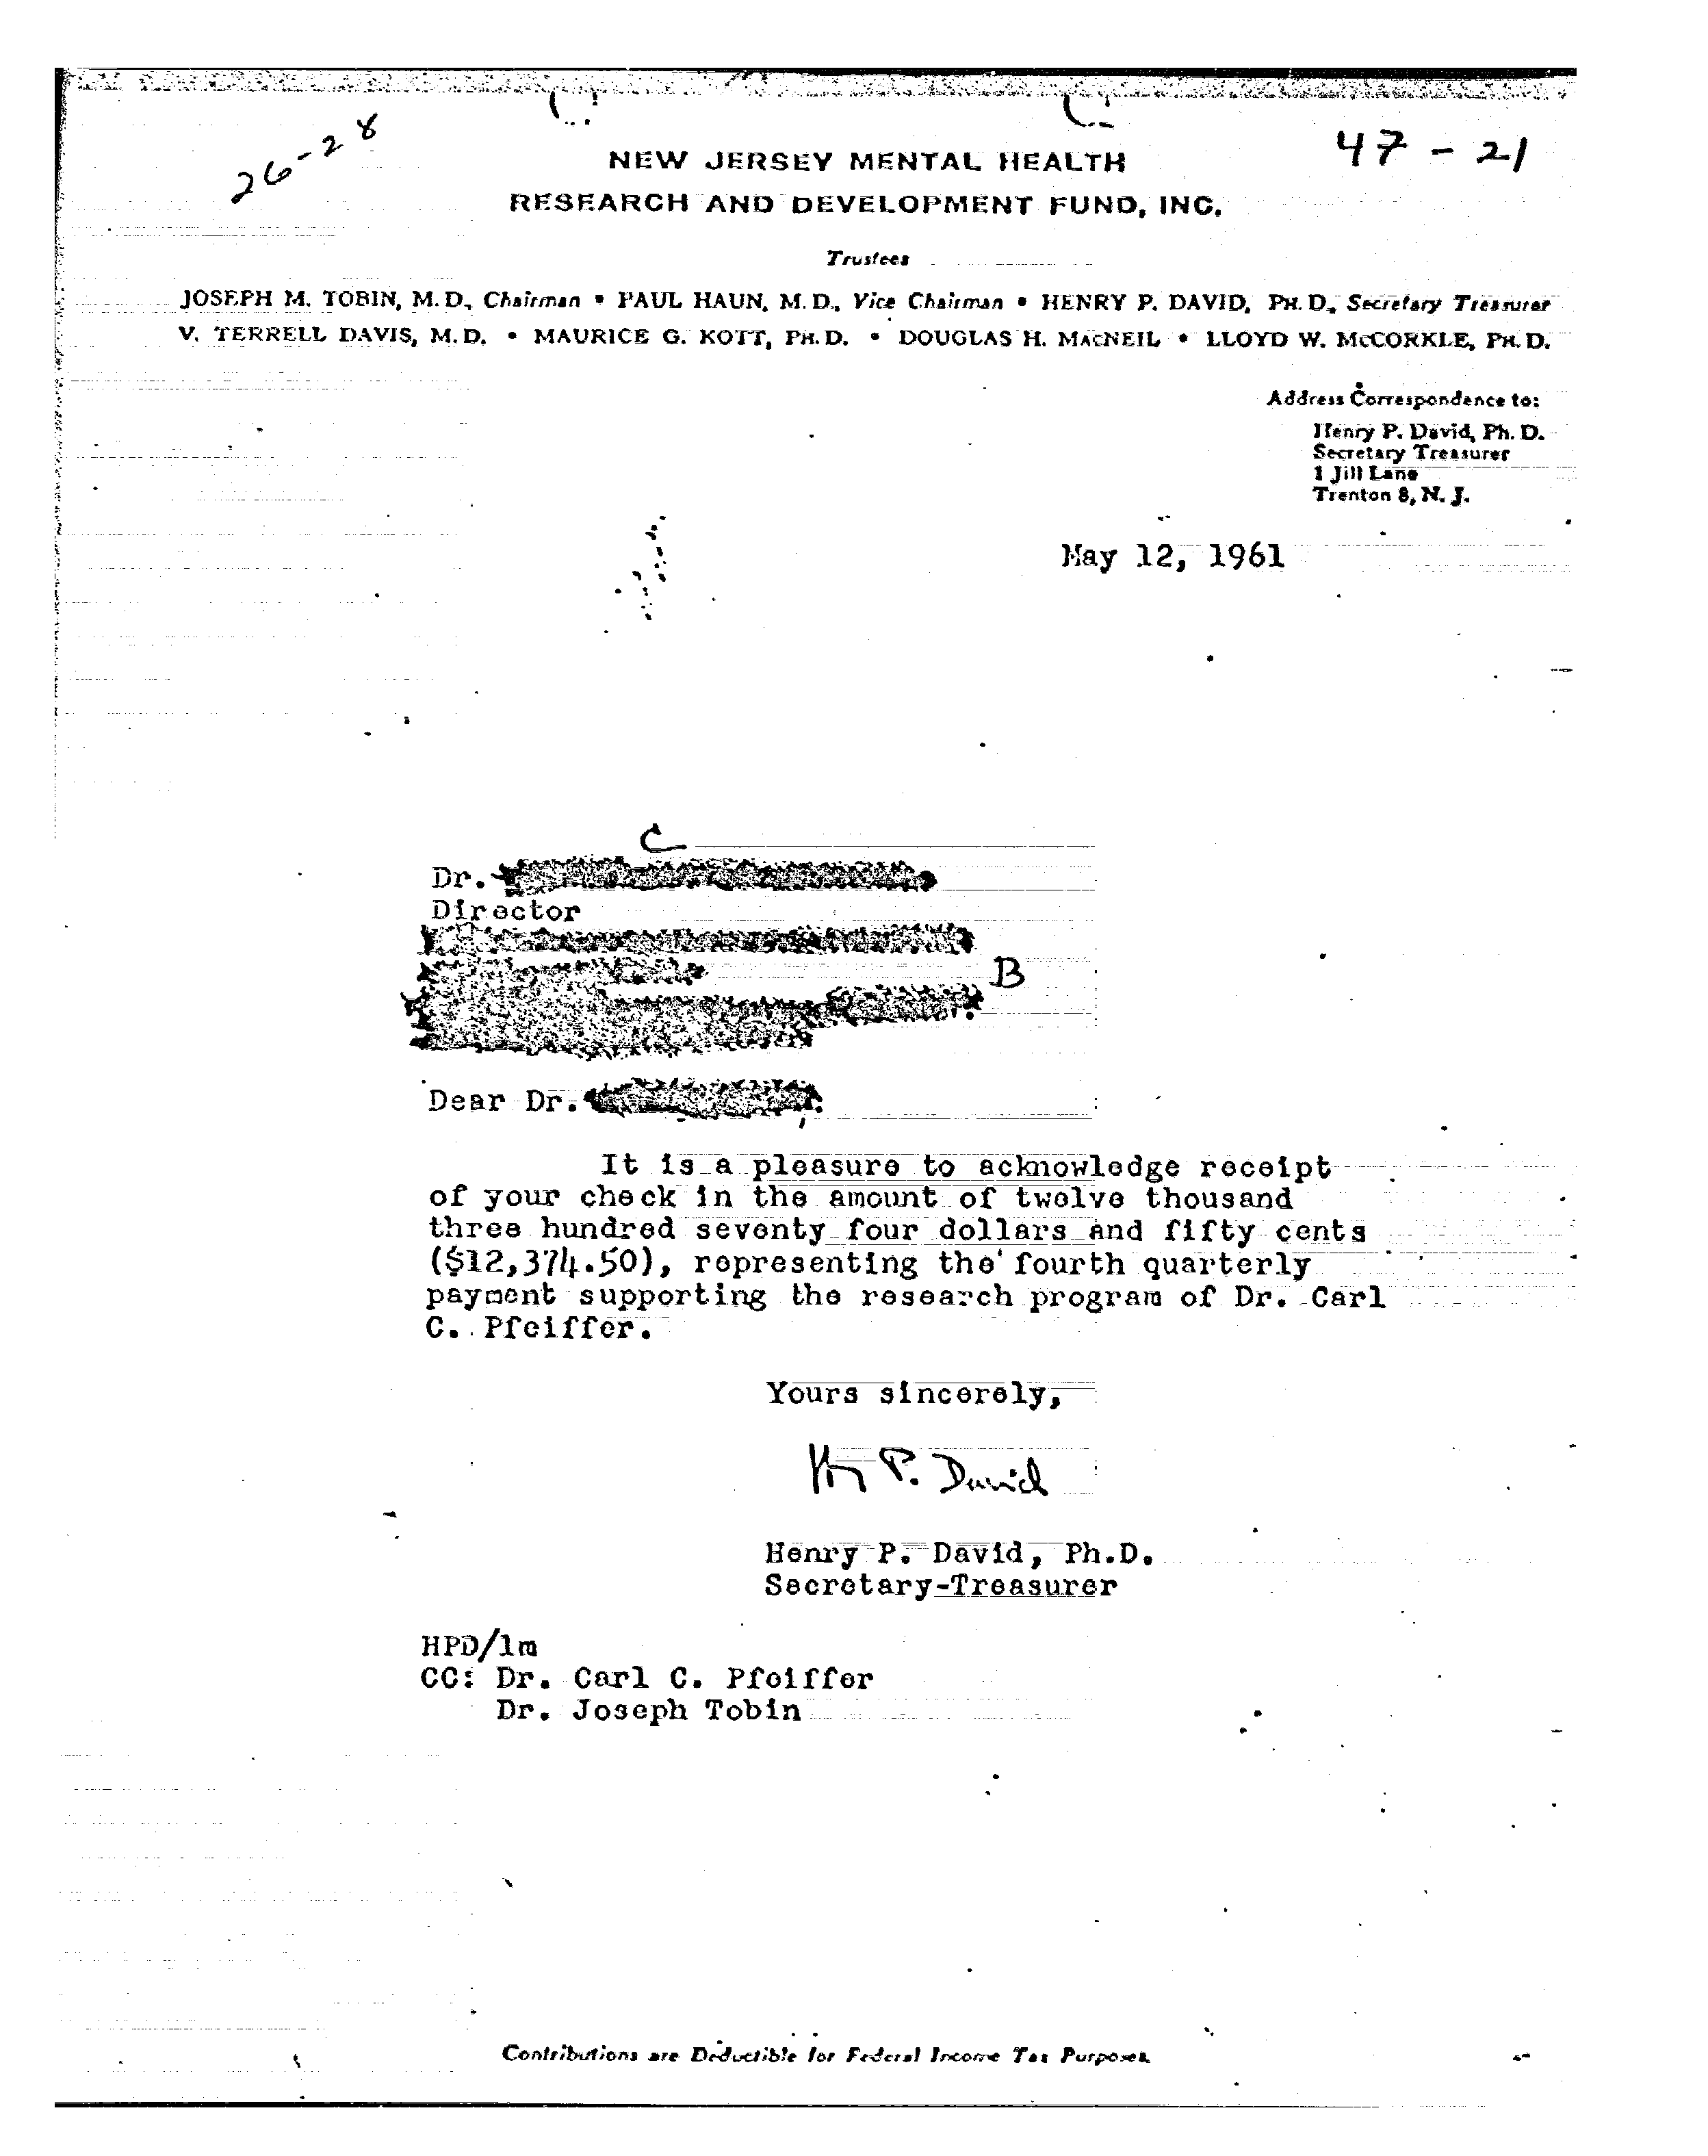 26-28
47-21
NEW JERSEY MENTAL HEALTH
RESEARCH AND DEVELOPMENT FUND, INC.
Trustees
JOSEPH M. TOBIN, M.D., Chairman • PAUL HAUN, M.D., Vice Chairman • HENRY P. DAVID, PH.D., Secretary Treasurer
V. TERRELL DAVIS, M.D. • MAURICE G. KOTT, PH.D. • DOUGLAS H. MACNEIL • LLOYD W. MCCORKLE, PH.D.
Address Correspondence to:
Henry P. David, Ph. D.
Secretary Treasurer
1 Jill Lane
Trenton 8, N. J.
May 12, 1961
C
Dr.
Director
B
Dear Dr.
It is a pleasure to acknowledge receipt
of your check in the amount of twelve thousand
three hundred seventy four dollars and fifty cents
($12,374.50), representing the fourth quarterly
payment supporting the research program of Dr. Carl
C. Pfeiffer.
Yours sincerely,
Hy P. David
Henry P. David, Ph.D.
Secretary-Treasurer
HPD/lm
CC: Dr. Carl C. Pfeiffer
Dr. Joseph Tobin
Contributions are Deductible for Federal Income Tax Purposes.